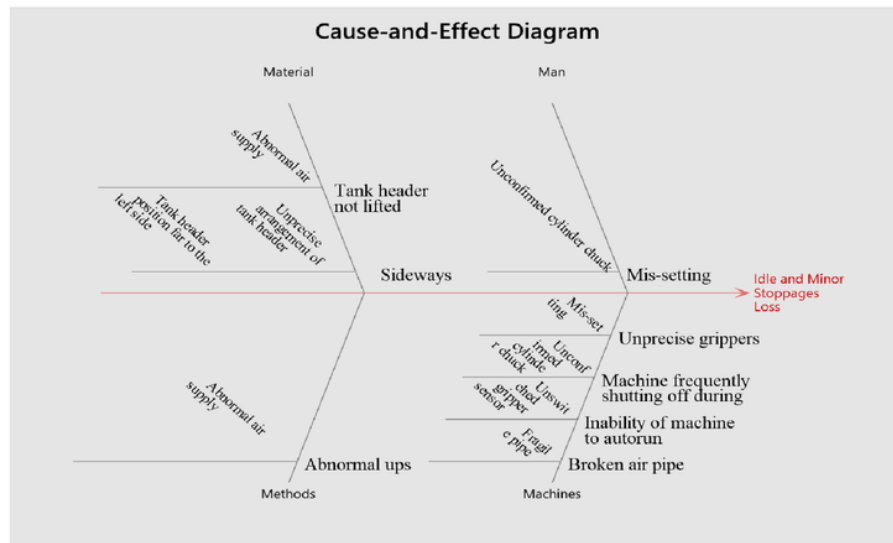 Cause-and-Effect Diagram
Material
Man
Abnormal air
supply
Tank header
not lifted
Tank header
position far to the
left side
Unprecise
arrangement of
tank header
Sideways
Unconfirmed cylinder chuck
Mis-setting
Idle and Minor
Stoppages
Loss
Mis-set
ting
Unprecise grippers
Unconf
irmed
cylinde
r chuck
Machine frequently
shutting off during
Unswit
ched
gripper
sensor
Inability of machine
to autorun
Fragil
e pipe
Broken air pipe
Abnormal air
supply
Abnormal ups
Methods
Machines